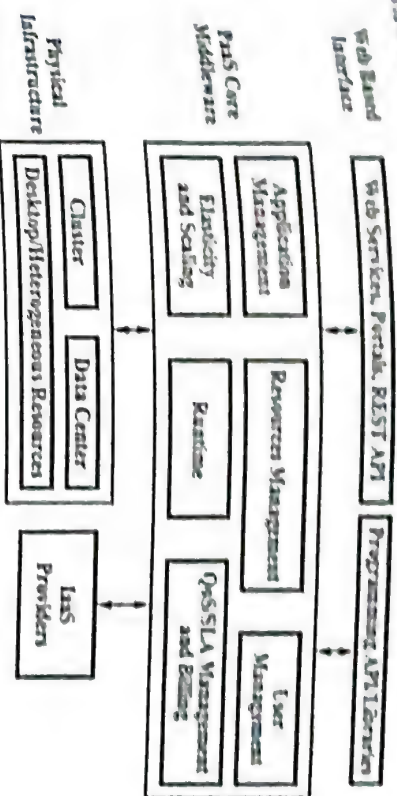 Web Based
Interface
Web Services, Portals, REST API
Programming API/Libraries
PaaS Core
Middleware
Application
Management
Resources Management
User
Management
Elasticity
and Scaling
Runtime
QoS/SLA Management
and Billing
Physical
Infrastructure
Cluster
Data Center
Desktop/Heterogeneous Resources
IaaS
Providers